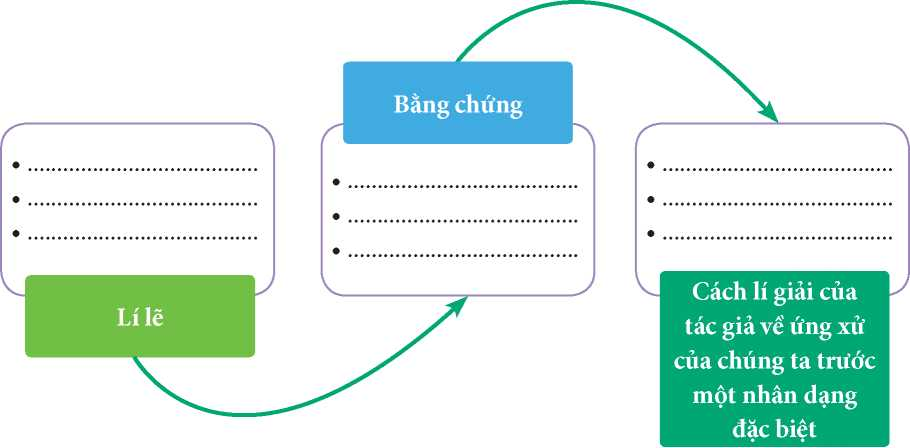 Bằng chứng
• ........................................
• ........................................
• ........................................
Lí lẽ
• ........................................
• ........................................
• ........................................
• ........................................
• ........................................
• ........................................
Cách lí giải của
tác giả về ứng xử
của chúng ta trước
một nhân dạng
đặc biệt